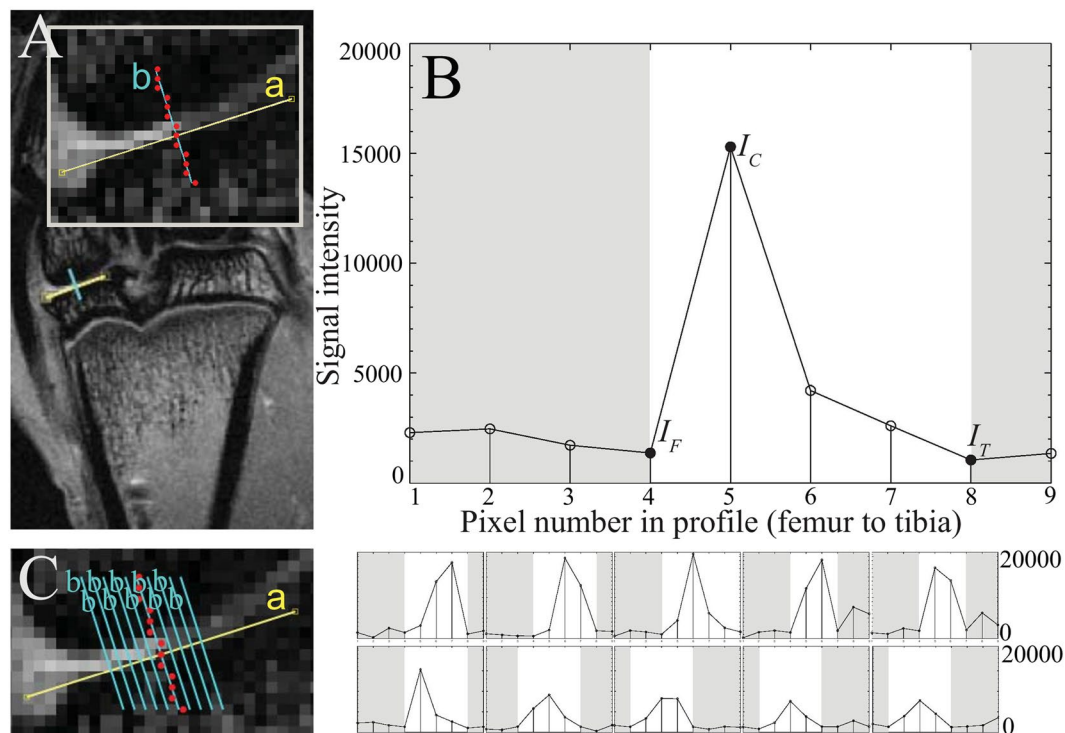 A
b
a
B
20000
15000
10000
5000
0
Signal intensity
I_C
I_F
I_T
1 2 3 4 5 6 7 8 9
Pixel number in profile (femur to tibia)
C
b b b b b
b b b b b
a
20000
0
20000
0